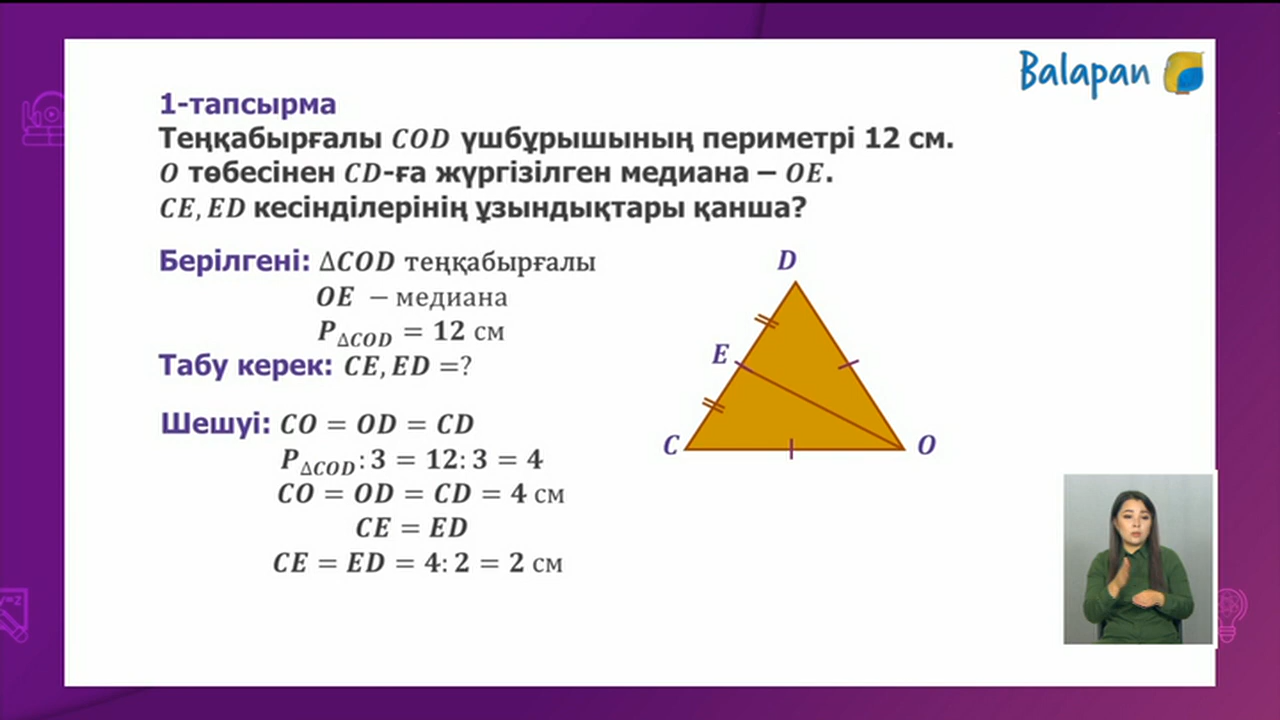 Balapan
1-тапсырма
Теңқабырғалы COD үшбұрышының периметрі 12 см.
O төбесінен CD-ға жүргізілген медиана – OE.
CE, ED кесінділерінің ұзындықтары қанша?
Берілгені: ΔCOD теңқабырғалы
OE – медиана
P_ΔCOD = 12 см
Табу керек: CE, ED =?
Шешуі: CO = OD = CD
P_ΔCOD : 3 = 12: 3 = 4
CO = OD = CD = 4 см
CE = ED
CE = ED = 4: 2 = 2 см
D
E
C
O